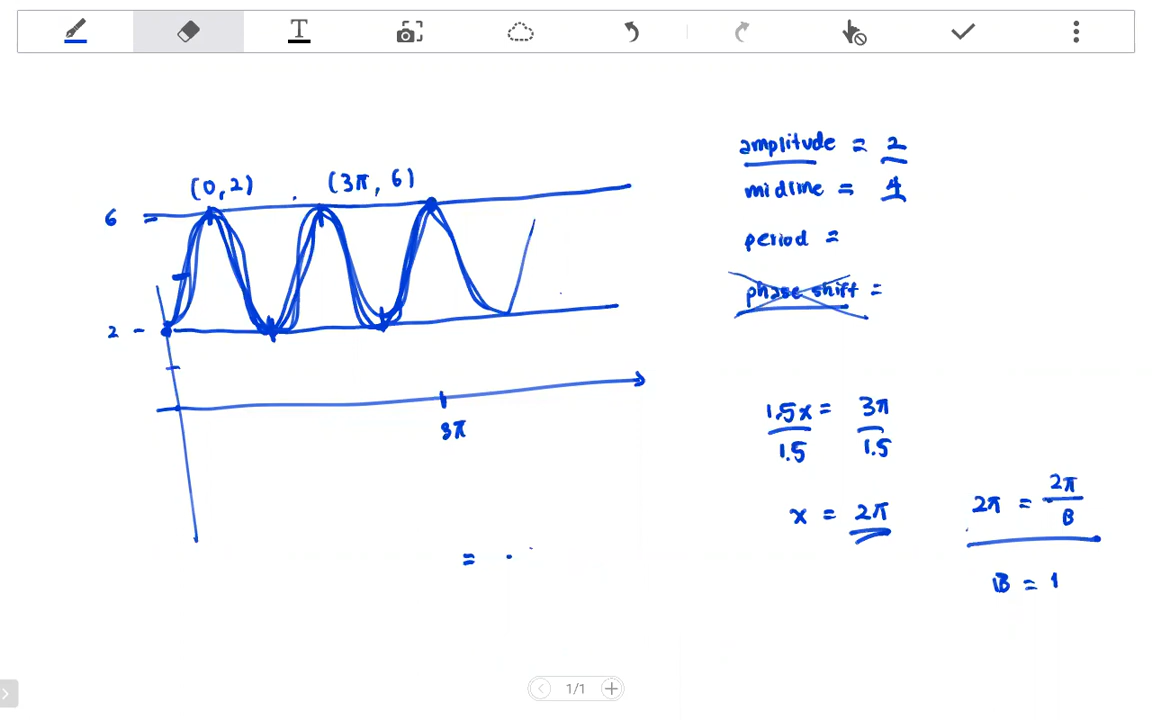 T
amplitude = 2
midline = 4
period =
phase shift =
(0,2)
(3π, 6)
6
2
3π
1.5x = 3π
1.5 1.5
x = 2π
2π = 2π
B
B = 1
=
1/1